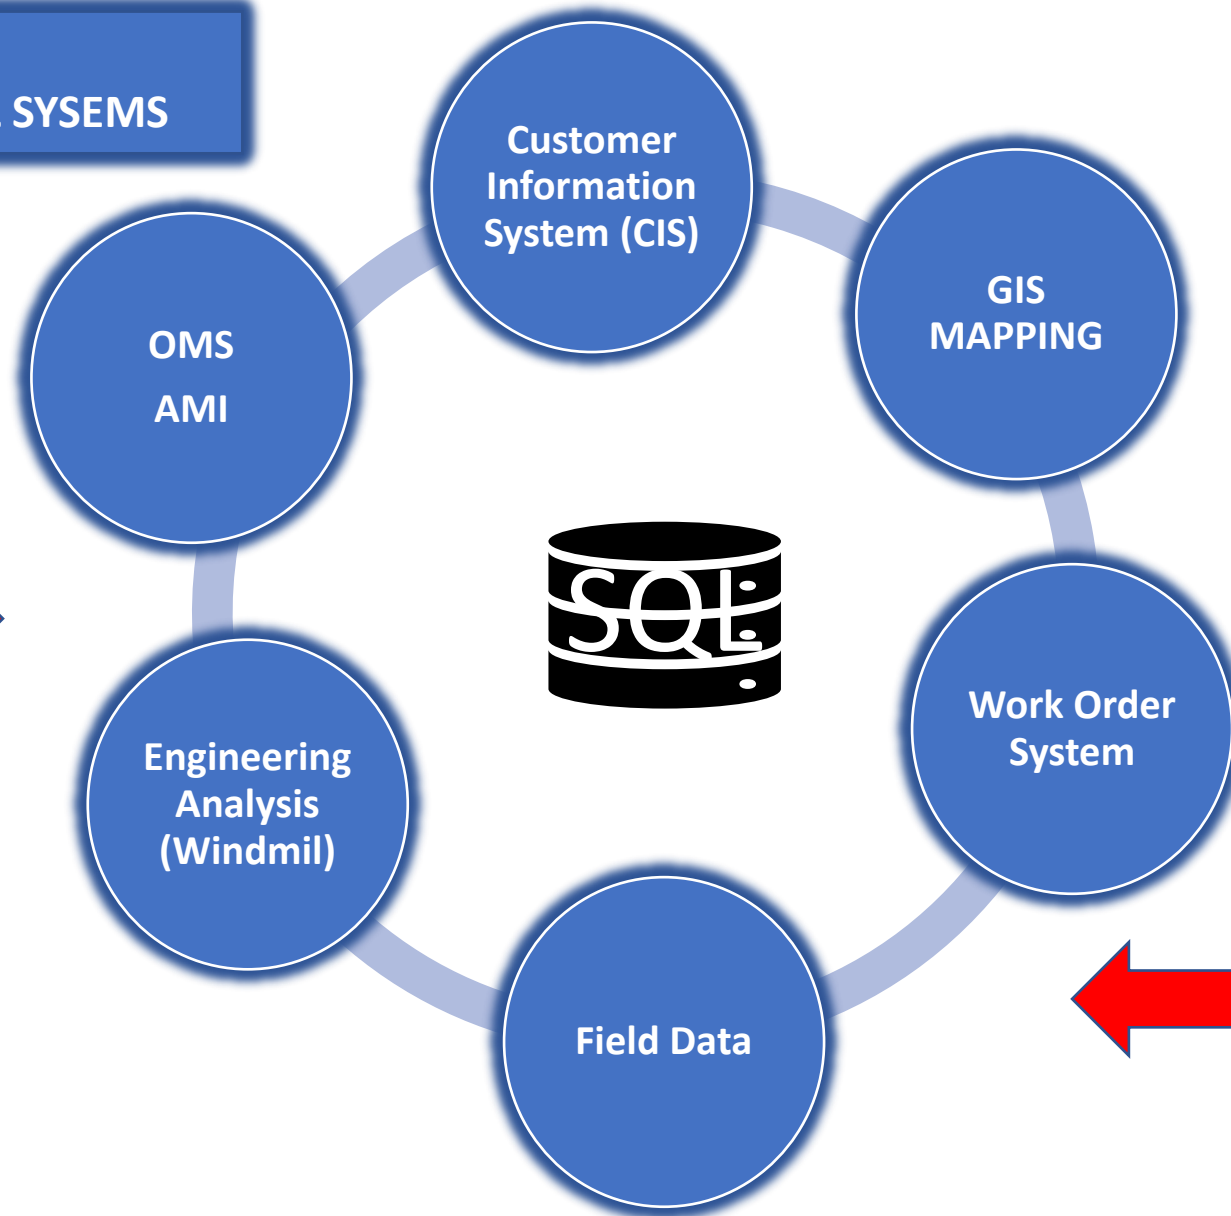 SYSEMS
Customer
Information
System (CIS)
GIS
MAPPING
OMS
AMI
SQL
Work Order
System
Engineering
Analysis
(Windmil)
Field Data